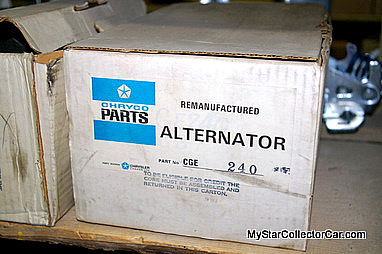 CHRYCO
PARTS
REMANUFACTURED
ALTERNATOR
PART No CGE 240
CHRYSLER
TO BE ELIGIBLE FOR CREDIT THE
CORE MUST BE ASSEMBLED AND
RETURNED IN THIS CARTON.
MyStarCollectorCar.com